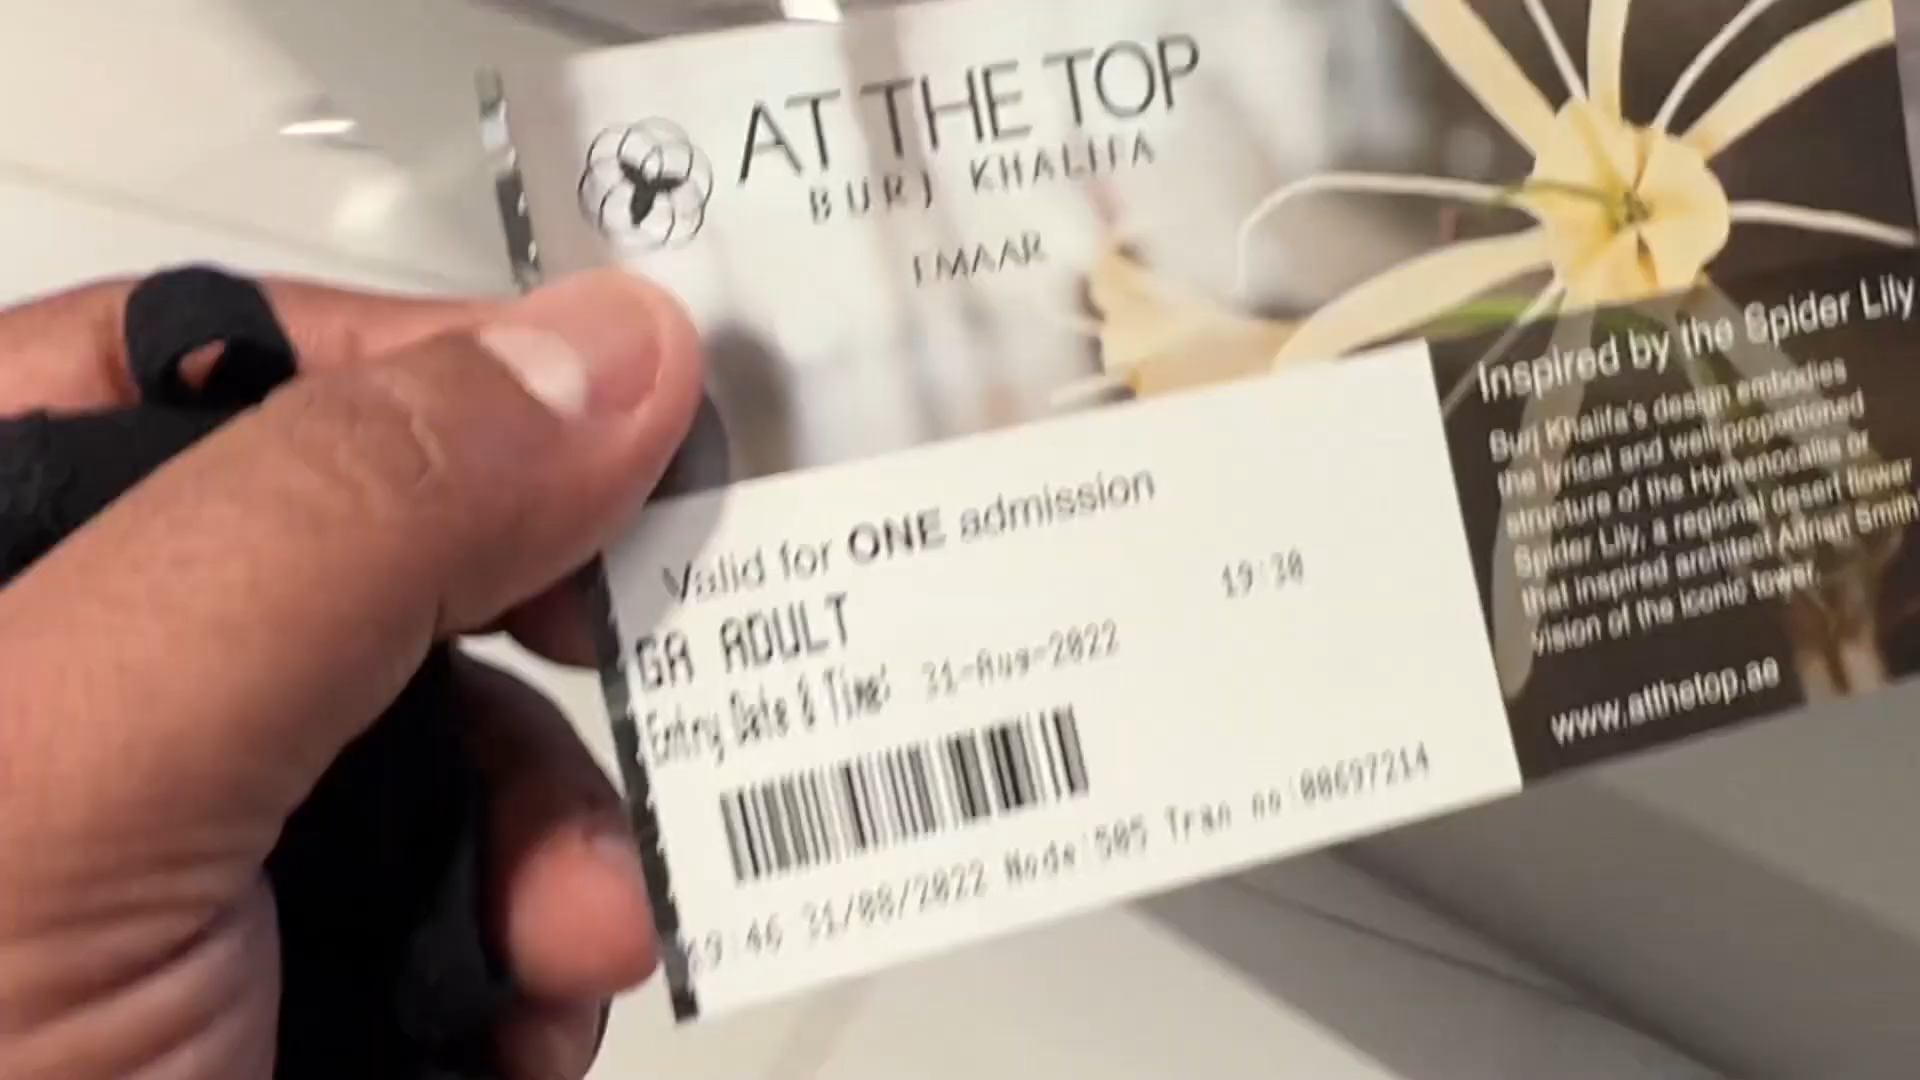 AT THE TOP
BURJ KHALIFA
EMAAR
Inspired by the Spider Lily
Burj Khalifa's design embodies
the lyrical and well-proportioned
structure of the Hymenocallis or
Spider Lily, a regional desert flower
that inspired architect Adrian Smith's
vision of the iconic tower.
www.atthetop.ae
Valid for ONE admission
GA ADULT
Entry Date & Time: 31-Aug-2022 19:30
19:46 31/08/2022 Node:505 Tran no:00697214